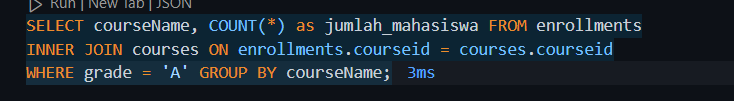 Run | New Tab | JSON
SELECT courseName, COUNT(*) as jumlah_mahasiswa FROM enrollments
INNER JOIN courses ON enrollments.courseid = courses.courseid
WHERE grade = 'A' GROUP BY courseName; 3ms